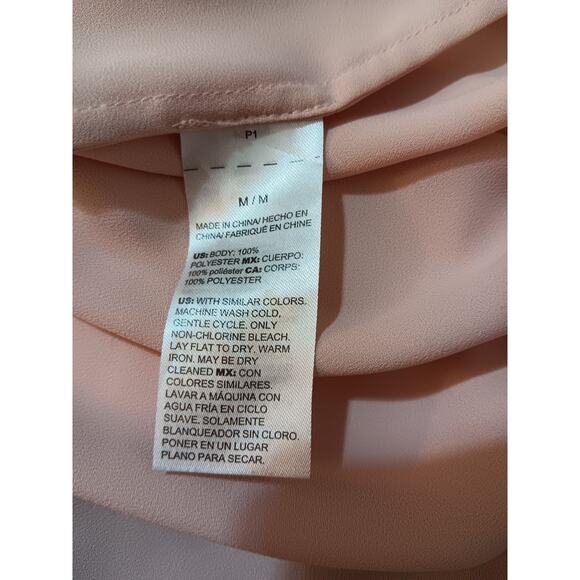 P1
M / M
MADE IN CHINA/ HECHO EN
CHINA/ FABRIQUÉ EN CHINE
US: BODY: 100%
POLYESTER MX: CUERPO:
100% poliéster CA: CORPS:
100% POLYESTER
US: WITH SIMILAR COLORS.
MACHINE WASH COLD,
GENTLE CYCLE. ONLY
NON-CHLORINE BLEACH.
LAY FLAT TO DRY. WARM
IRON. MAY BE DRY
CLEANED MX: CON
COLORES SIMILARES.
LAVAR A MÁQUINA CON
AGUA FRÍA EN CICLO
SUAVE. SOLAMENTE
BLANQUEADOR SIN CLORO.
PONER EN UN LUGAR
PLANO PARA SECAR.